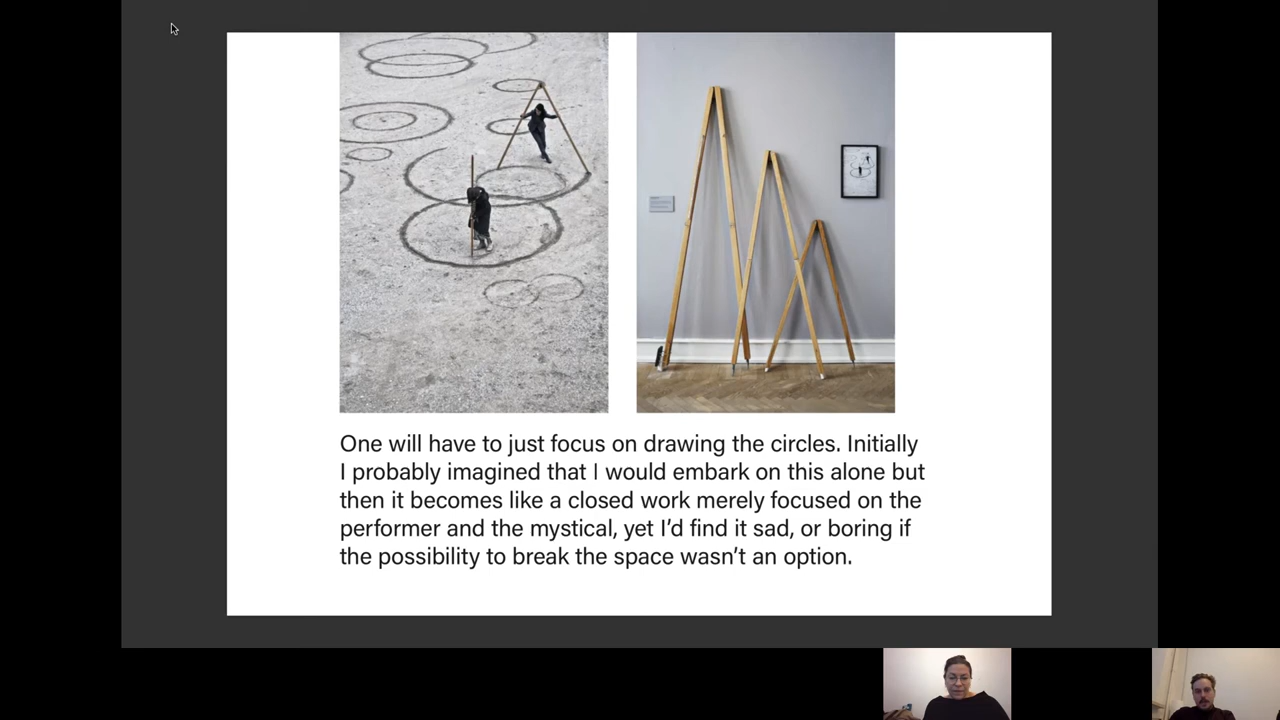 One will have to just focus on drawing the circles. Initially
I probably imagined that I would embark on this alone but
then it becomes like a closed work merely focused on the
performer and the mystical, yet I’d find it sad, or boring if
the possibility to break the space wasn’t an option.